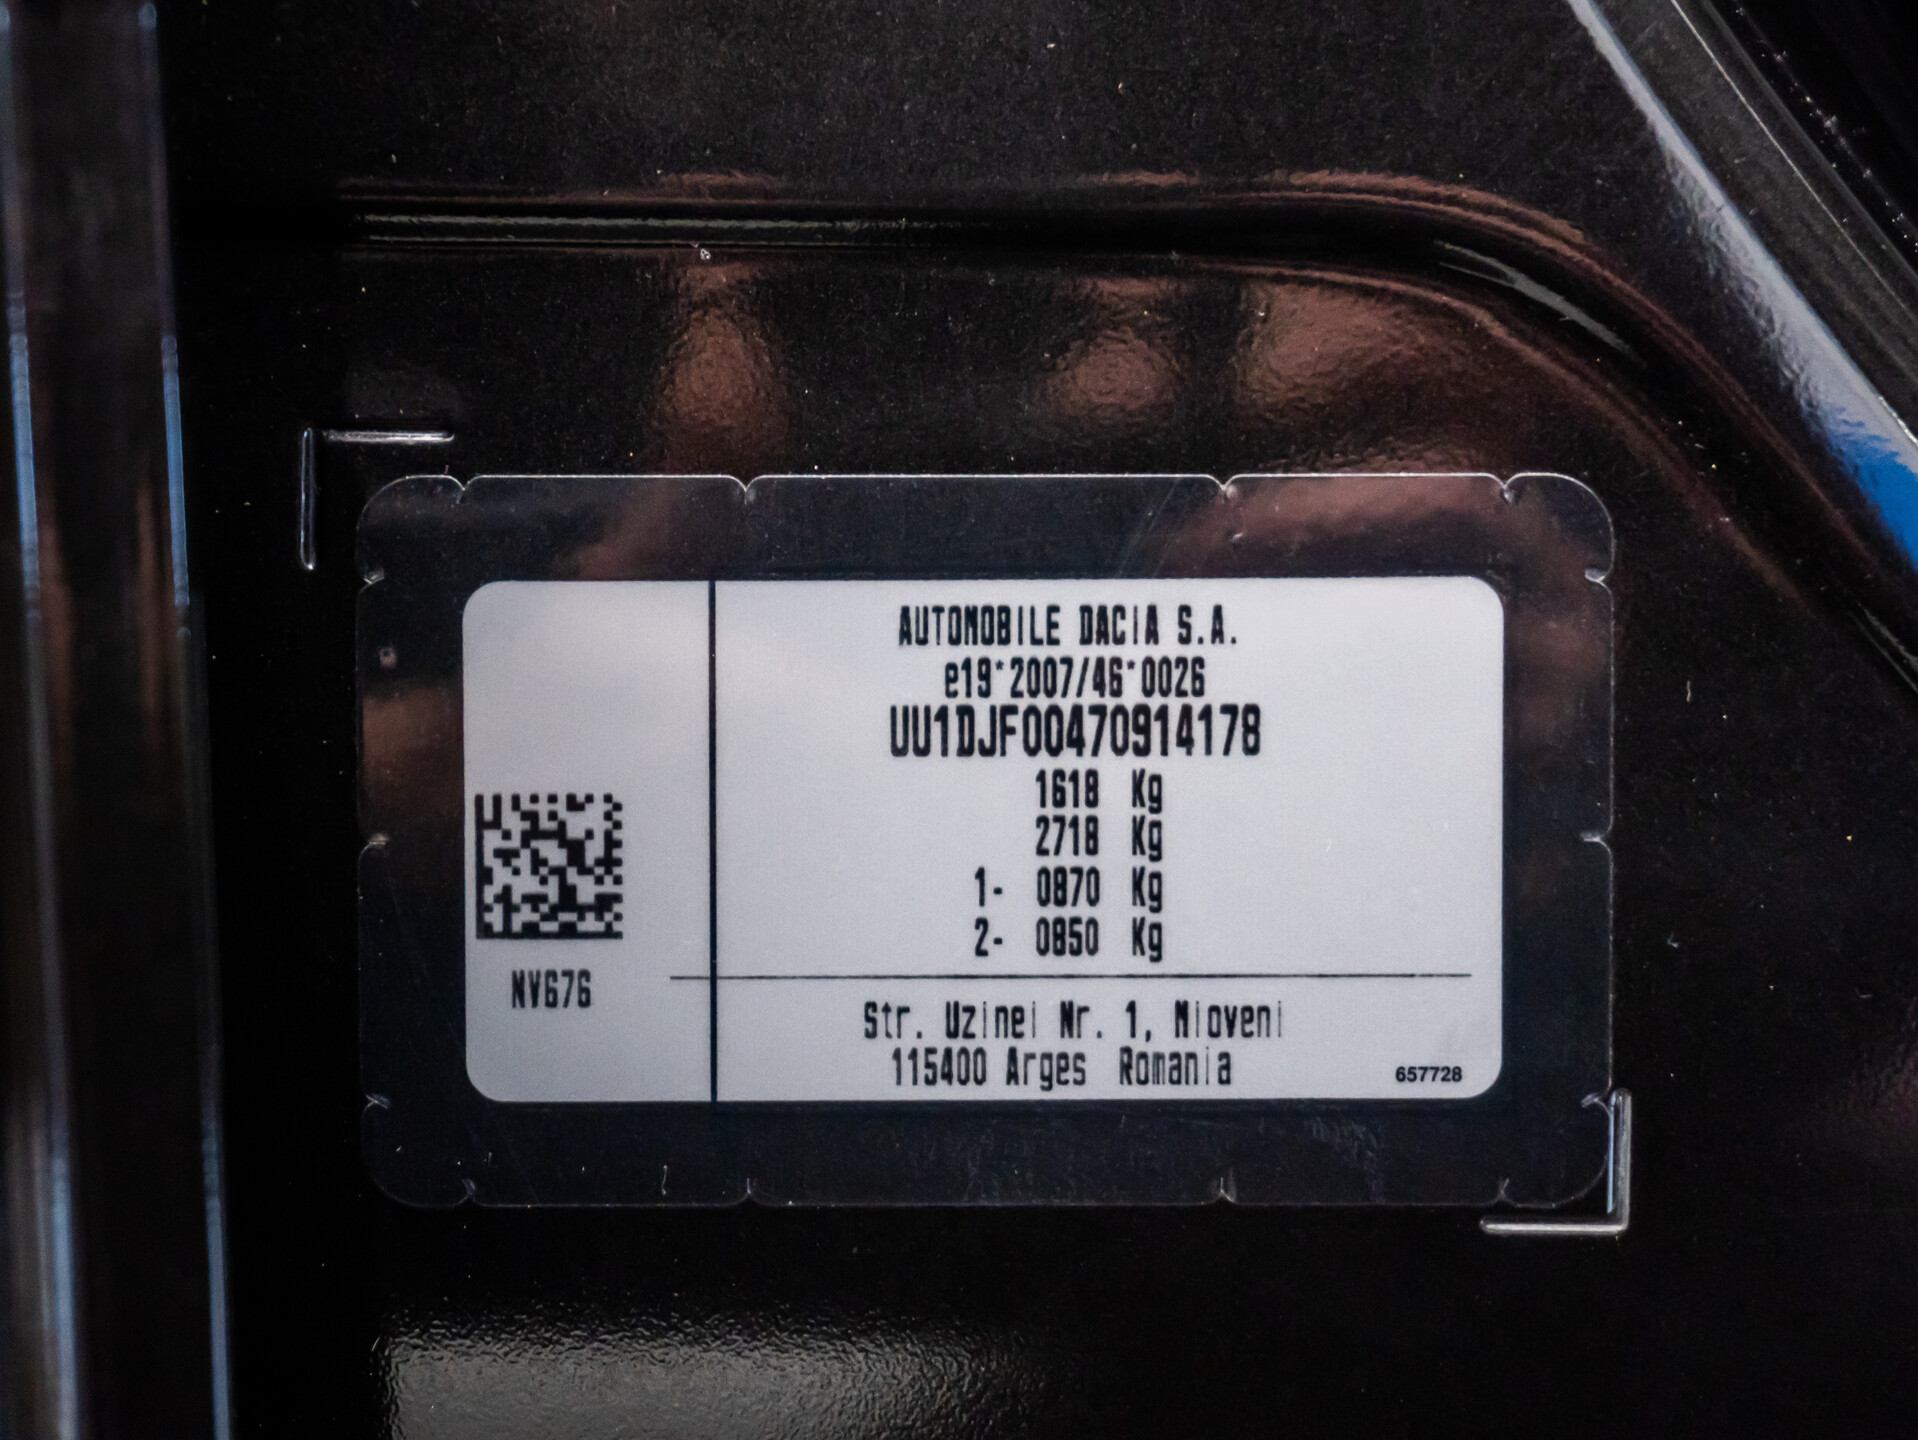 AUTOMOBILE DACIA S.A.
e19*2007/46*0026
UU1DJF00470914178
1618 Kg
2718 Kg
1- 0870 Kg
2- 0850 Kg
NV676
Str. Uzinei Nr. 1, Mioveni
115400 Arges Romania
657728